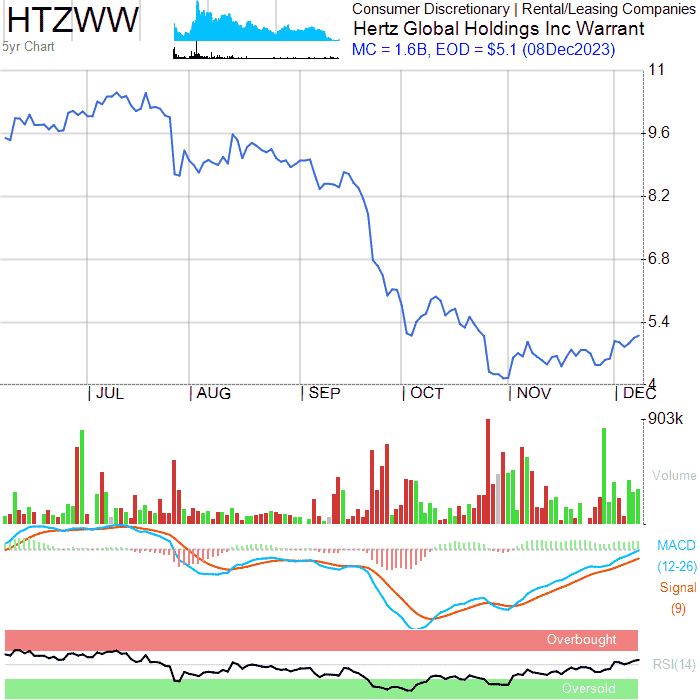 HTZWW
5yr Chart
Consumer Discretionary | Rental/Leasing Companies
Hertz Global Holdings Inc Warrant
MC = 1.6B, EOD = $5.1 (08Dec2023)
11
9.6
8.2
6.8
5.4
4
JUL AUG SEP OCT NOV DEC
903k
Volume
MACD
(12-26)
Signal
(9)
Overbought
RSI(14)
Oversold